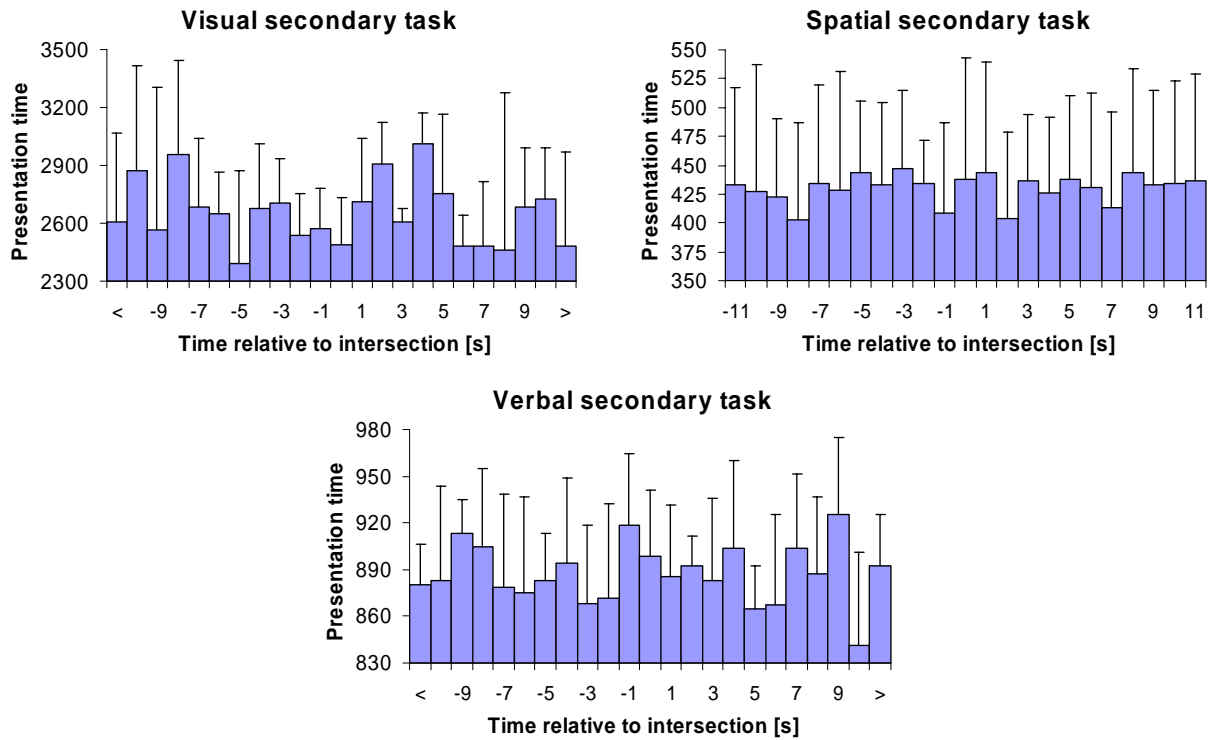 Visual secondary task
Presentation time
3500
3200
2900
2600
2300
< -9 -7 -5 -3 -1 1 3 5 7 9 >
Time relative to intersection [s]
Spatial secondary task
Presentation time
550
525
500
475
450
425
400
375
350
-11 -9 -7 -5 -3 -1 1 3 5 7 9 11
Time relative to intersection [s]
Verbal secondary task
Presentation time
980
950
920
890
860
830
< -9 -7 -5 -3 -1 1 3 5 7 9 >
Time relative to intersection [s]